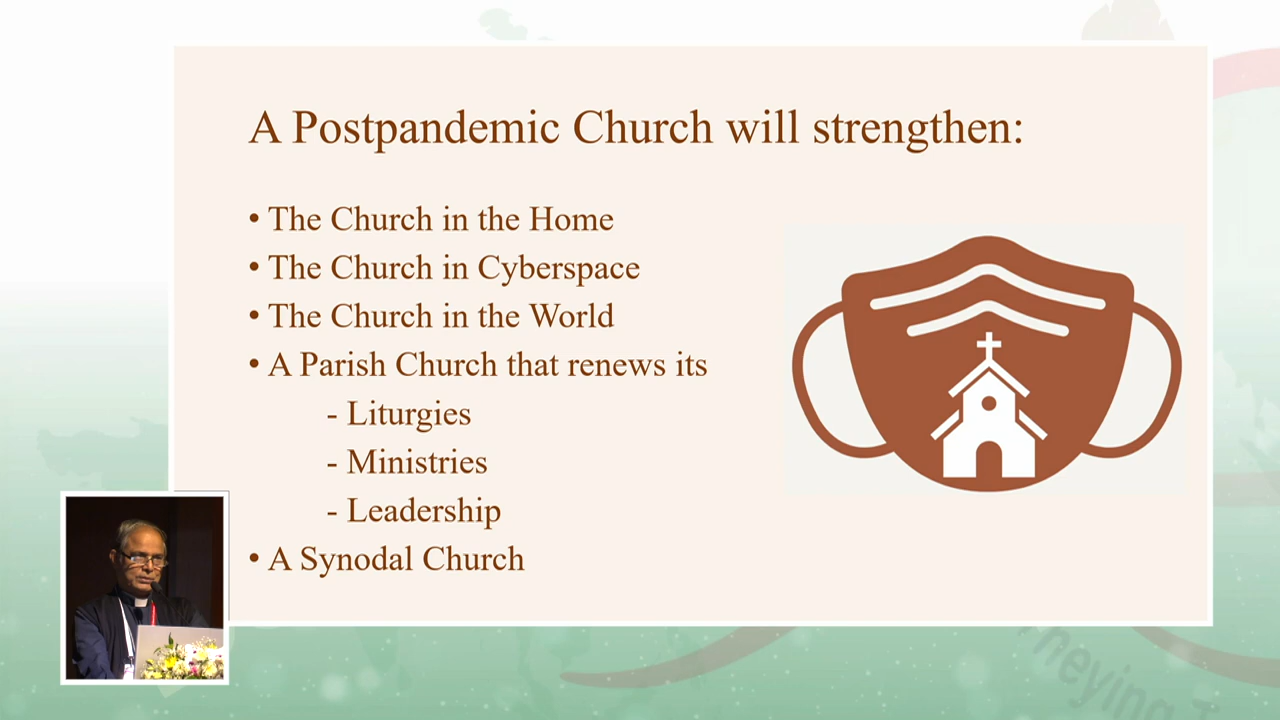 A Postpandemic Church will strengthen:
• The Church in the Home
• The Church in Cyberspace
• The Church in the World
• A Parish Church that renews its
- Liturgies
- Ministries
- Leadership
• A Synodal Church